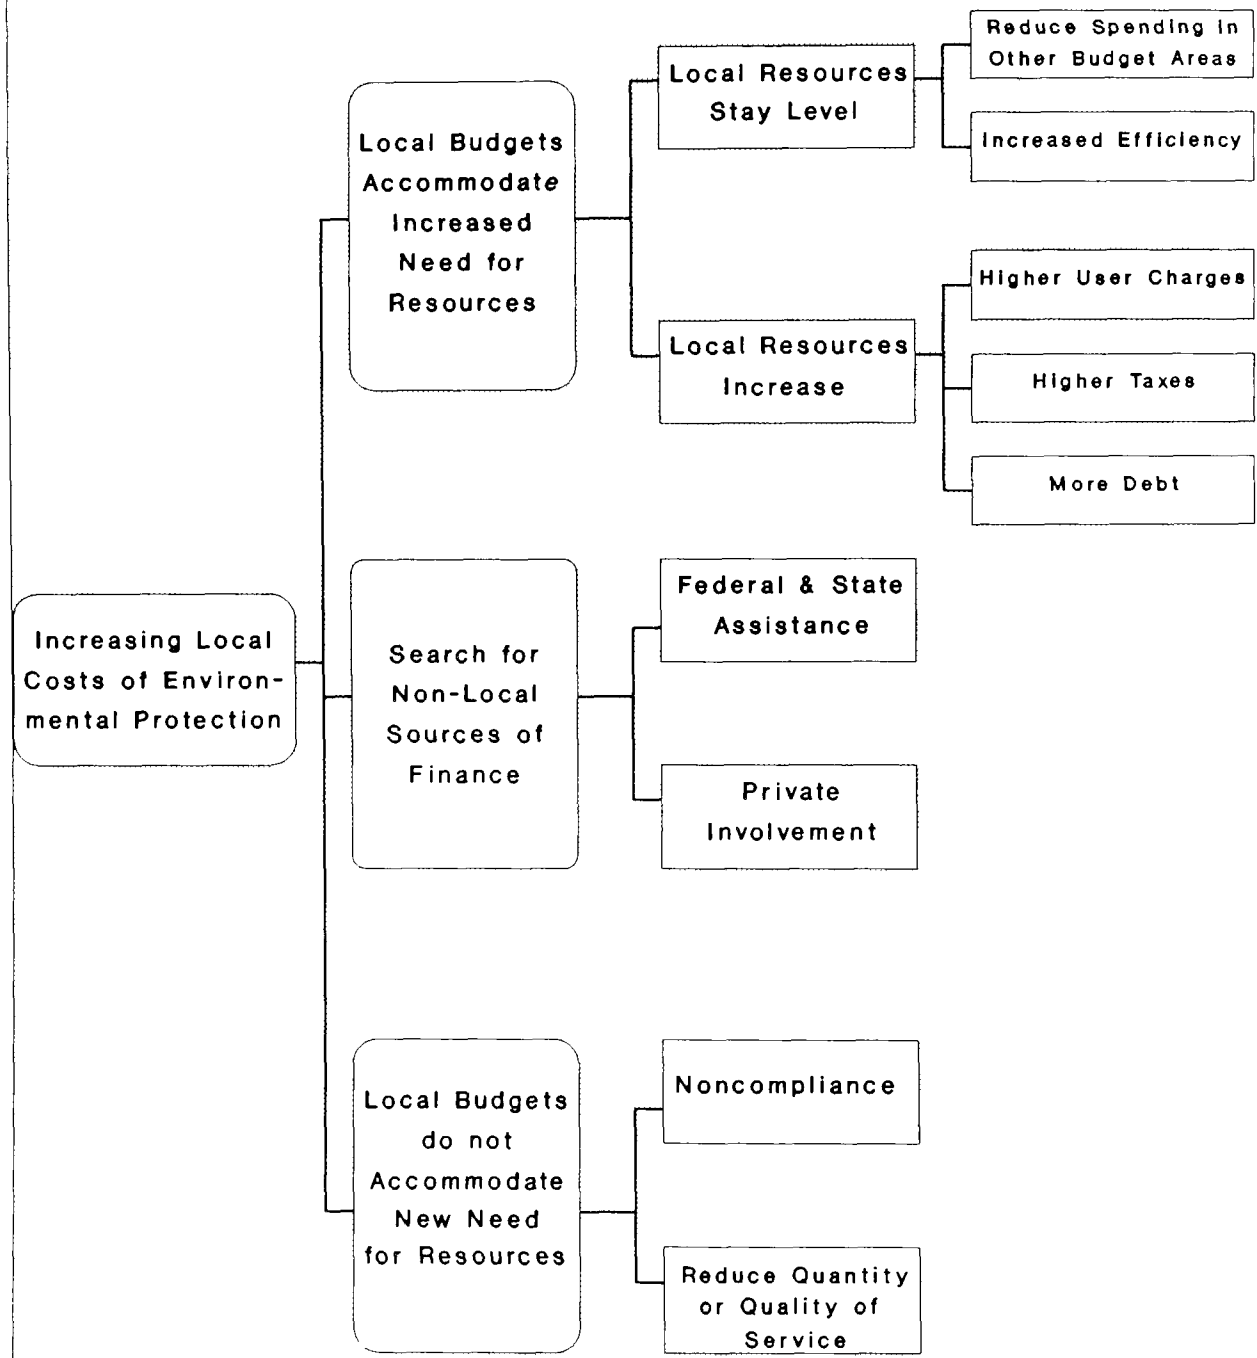 Increasing Local
Costs of Environ-
mental Protection
Local Budgets
Accommodate
Increased
Need for
Resources
Local Resources
Stay Level
Reduce Spending in
Other Budget Areas
Increased Efficiency
Local Resources
Increase
Higher User Charges
Higher Taxes
More Debt
Search for
Non-Local
Sources of
Finance
Federal & State
Assistance
Private
Involvement
Local Budgets
do not
Accommodate
New Need
for Resources
Noncompliance
Reduce Quantity
or Quality of
Service